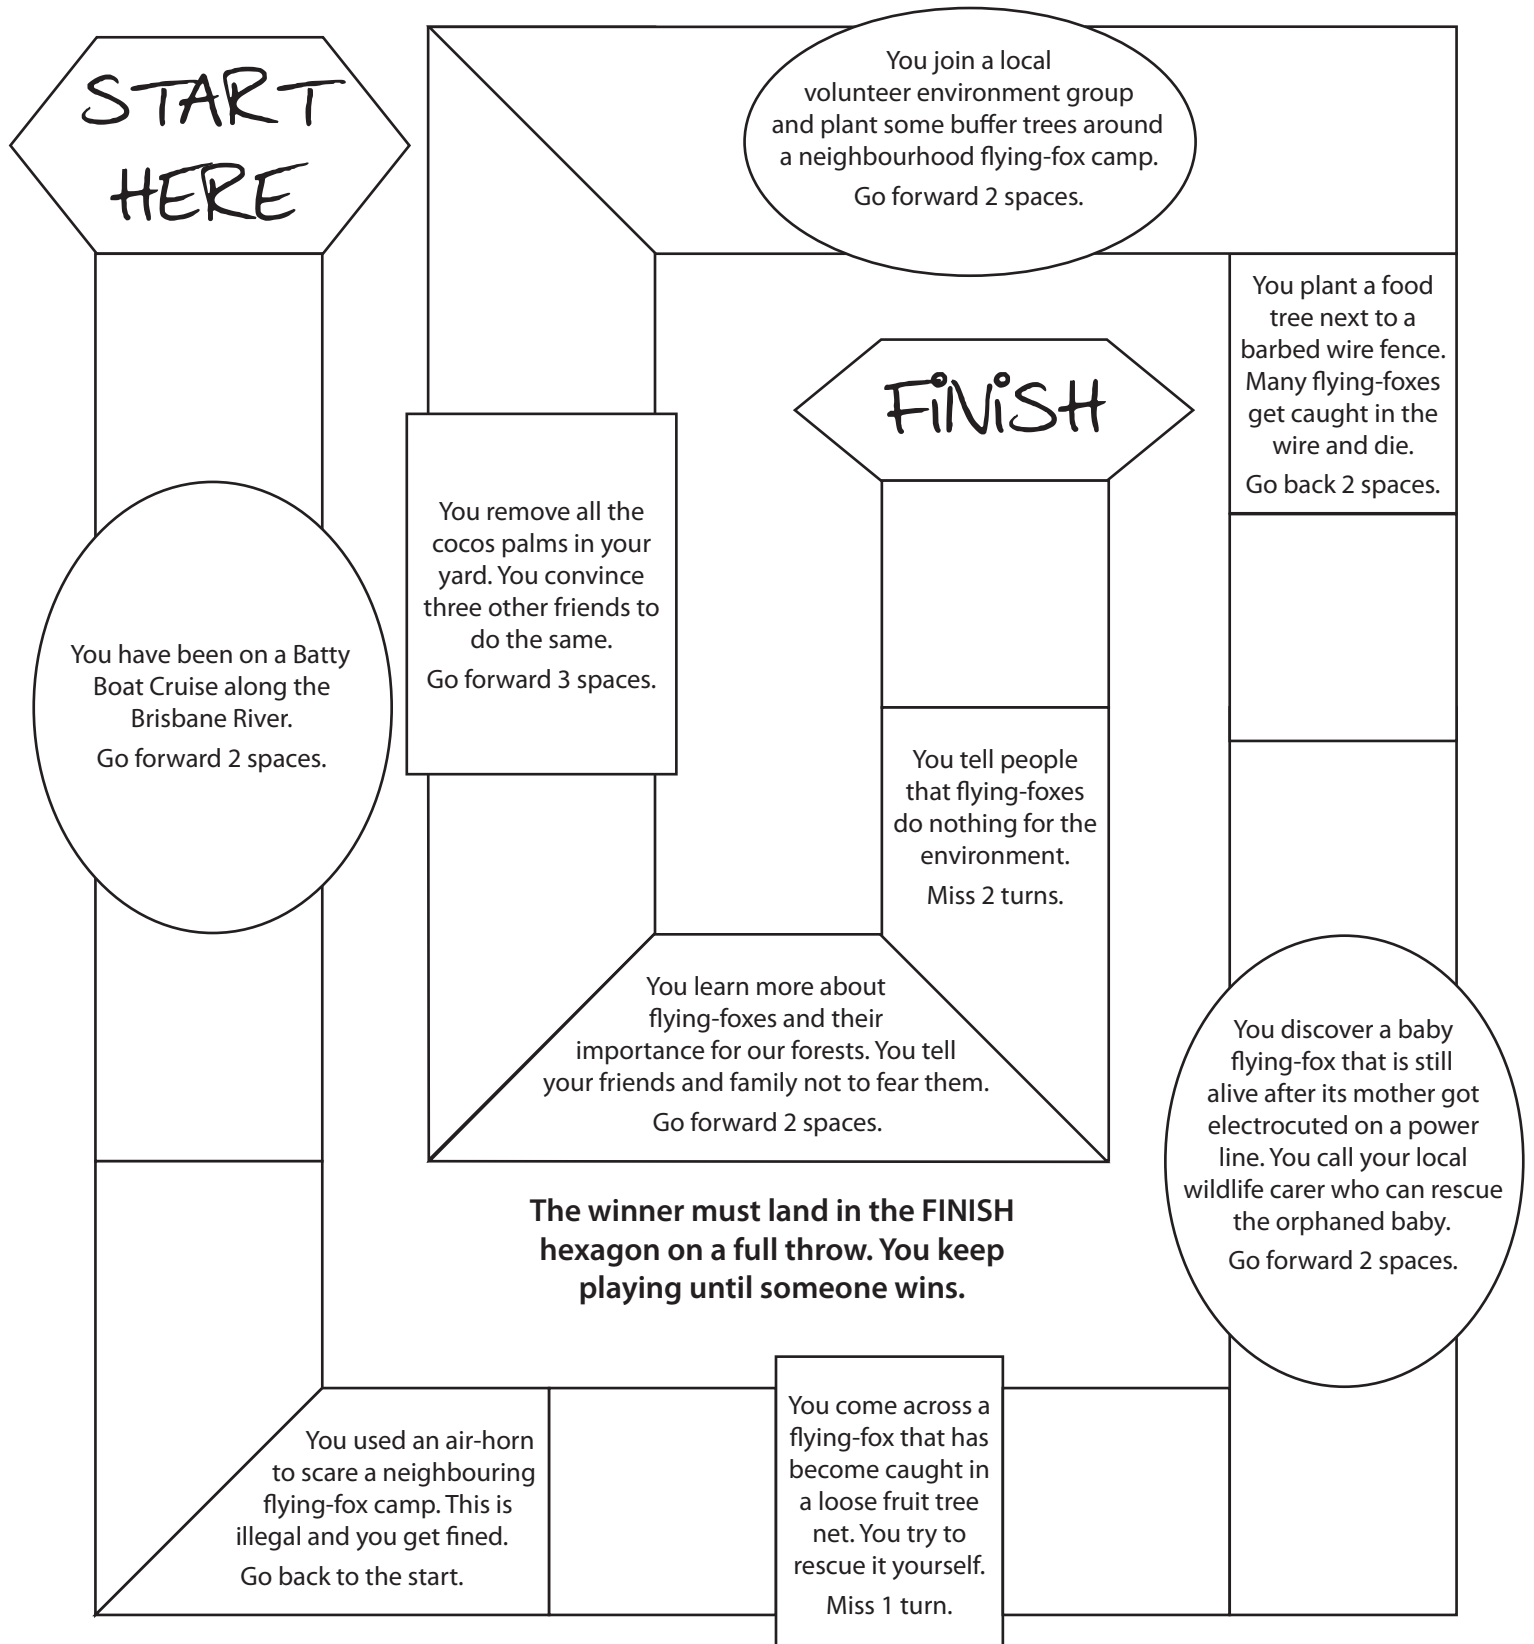 START
HERE
You have been on a Batty
Boat Cruise along the
Brisbane River.
Go forward 2 spaces.
You used an air-horn
to scare a neighbouring
flying-fox camp. This is
illegal and you get fined.
Go back to the start.
You come across a
flying-fox that has
become caught in
a loose fruit tree
net. You try to
rescue it yourself.
Miss 1 turn.
You discover a baby
flying-fox that is still
alive after its mother got
electrocuted on a power
line. You call your local
wildlife carer who can rescue
the orphaned baby.
Go forward 2 spaces.
You plant a food
tree next to a
barbed wire fence.
Many flying-foxes
get caught in the
wire and die.
Go back 2 spaces.
You join a local
volunteer environment group
and plant some buffer trees around
a neighbourhood flying-fox camp.
Go forward 2 spaces.
You remove all the
cocos palms in your
yard. You convince
three other friends to
do the same.
Go forward 3 spaces.
You learn more about
flying-foxes and their
importance for our forests. You tell
your friends and family not to fear them.
Go forward 2 spaces.
You tell people
that flying-foxes
do nothing for the
environment.
Miss 2 turns.
FiNiSH
The winner must land in the FINISH
hexagon on a full throw. You keep
playing until someone wins.